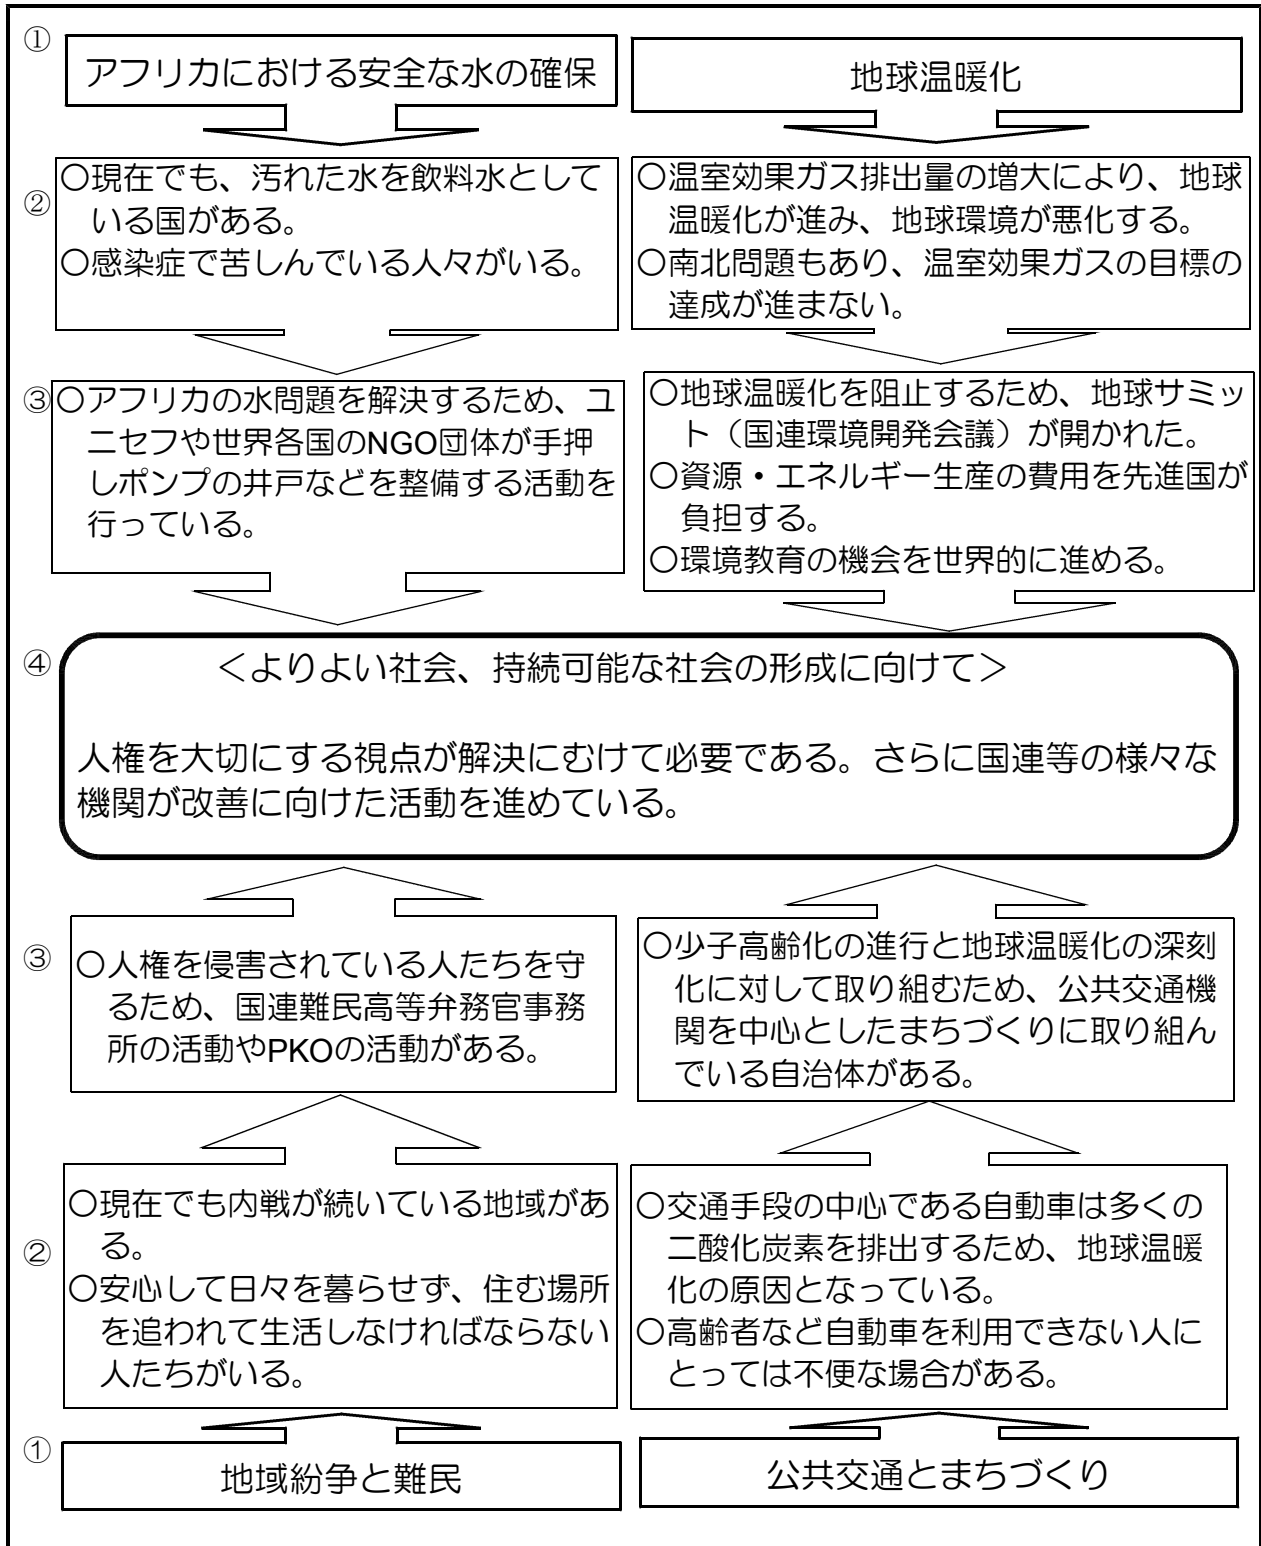 ①
アフリカにおける安全な水の確保
地球温暖化
②
○現在でも、汚れた水を飲料水として
いる国がある。
○感染症で苦しんでいる人々がいる。
○温室効果ガス排出量の増大により、地球
温暖化が進み、地球環境が悪化する。
○南北問題もあり、温室効果ガスの目標の
達成が進まない。
③
○アフリカの水問題を解決するため、ユ
ニセフや世界各国のNGO団体が手押
しポンプの井戸などを整備する活動を
行っている。
○地球温暖化を阻止するため、地球サミッ
ト（国連環境開発会議）が開かれた。
○資源・エネルギー生産の費用を先進国が
負担する。
○環境教育の機会を世界的に進める。
④
＜よりよい社会、持続可能な社会の形成に向けて＞
人権を大切にする視点が解決にむけて必要である。さらに国連等の様々な
機関が改善に向けた活動を進めている。
③
○人権を侵害されている人たちを守
るため、国連難民高等弁務官事務
所の活動やPKOの活動がある。
○少子高齢化の進行と地球温暖化の深刻
化に対して取り組むため、公共交通機
関を中心としたまちづくりに取り組ん
でいる自治体がある。
②
○現在でも内戦が続いている地域があ
る。
○安心して日々を暮らせず、住む場所
を追われて生活しなければならない
人たちがいる。
○交通手段の中心である自動車は多くの
二酸化炭素を排出するため、地球温暖
化の原因となっている。
○高齢者など自動車を利用できない人に
とっては不便な場合がある。
①
地域紛争と難民
公共交通とまちづくり